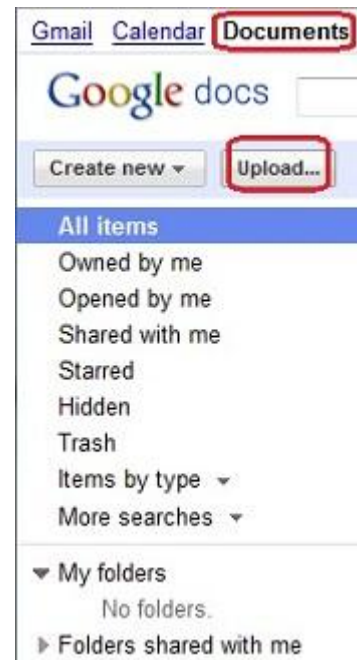 Gmail Calendar Documents
Google docs
Create new Upload...
All items
Owned by me
Opened by me
Shared with me
Starred
Hidden
Trash
Items by type
More searches
My folders
No folders.
Folders shared with me